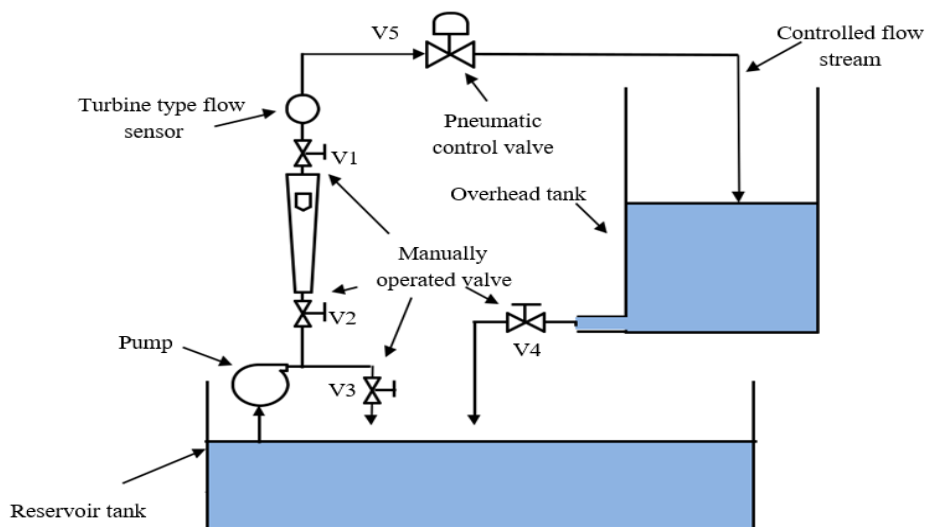 V5
Controlled flow
stream
Turbine type flow
sensor
Pneumatic
control valve
V1
Overhead tank
Manually
operated valve
V2
Pump
V4
V3
Reservoir tank